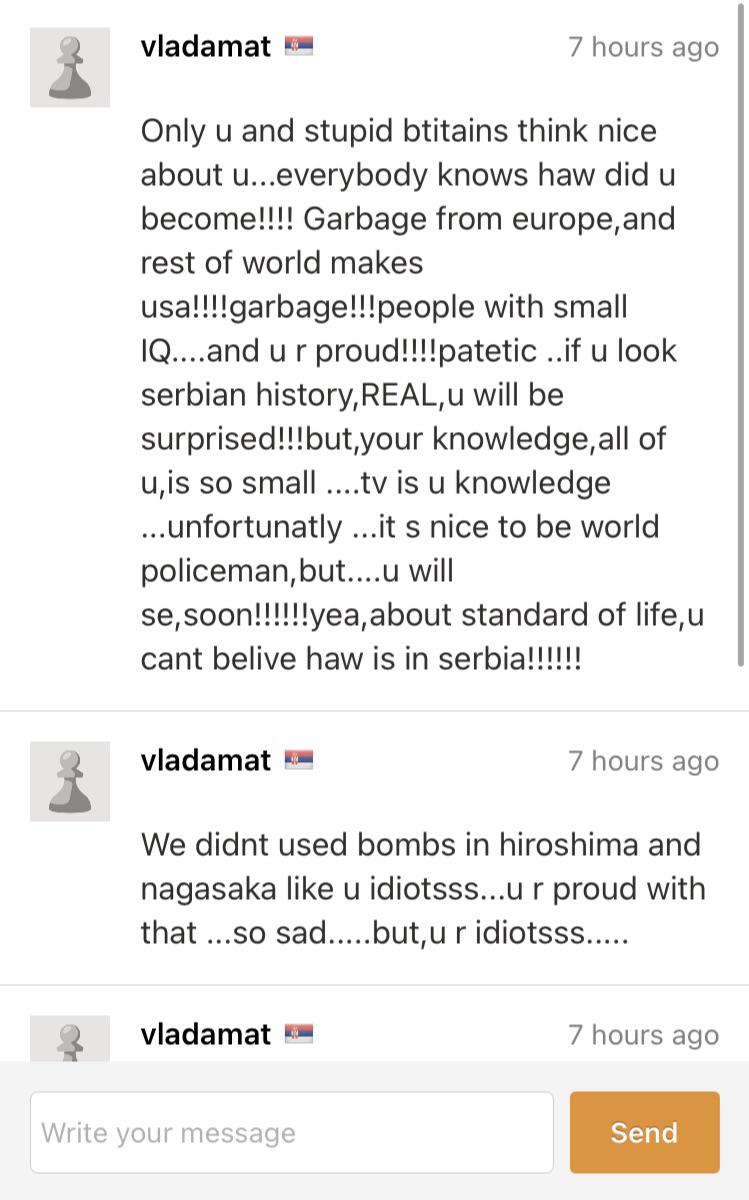 vladamat
7 hours ago
Only u and stupid btitains think nice
about u...everybody knows haw did u
become!!!! Garbage from europe,and
rest of world makes
usa!!!!garbage!!!people with small
IQ....and u r proud!!!!patetic ..if u look
serbian history,REAL,u will be
surprised!!!but,your knowledge,all of
u,is so small ....tv is u knowledge
...unfortunatly ...it s nice to be world
policeman,but....u will
se,soon!!!!!!yea,about standard of life,u
cant belive haw is in serbia!!!!!!
vladamat
7 hours ago
We didnt used bombs in hiroshima and
nagasaka like u idiotsss...u r proud with
that ...so sad.....but,u r idiotsss.....
vladamat
7 hours ago
Write your message
Send